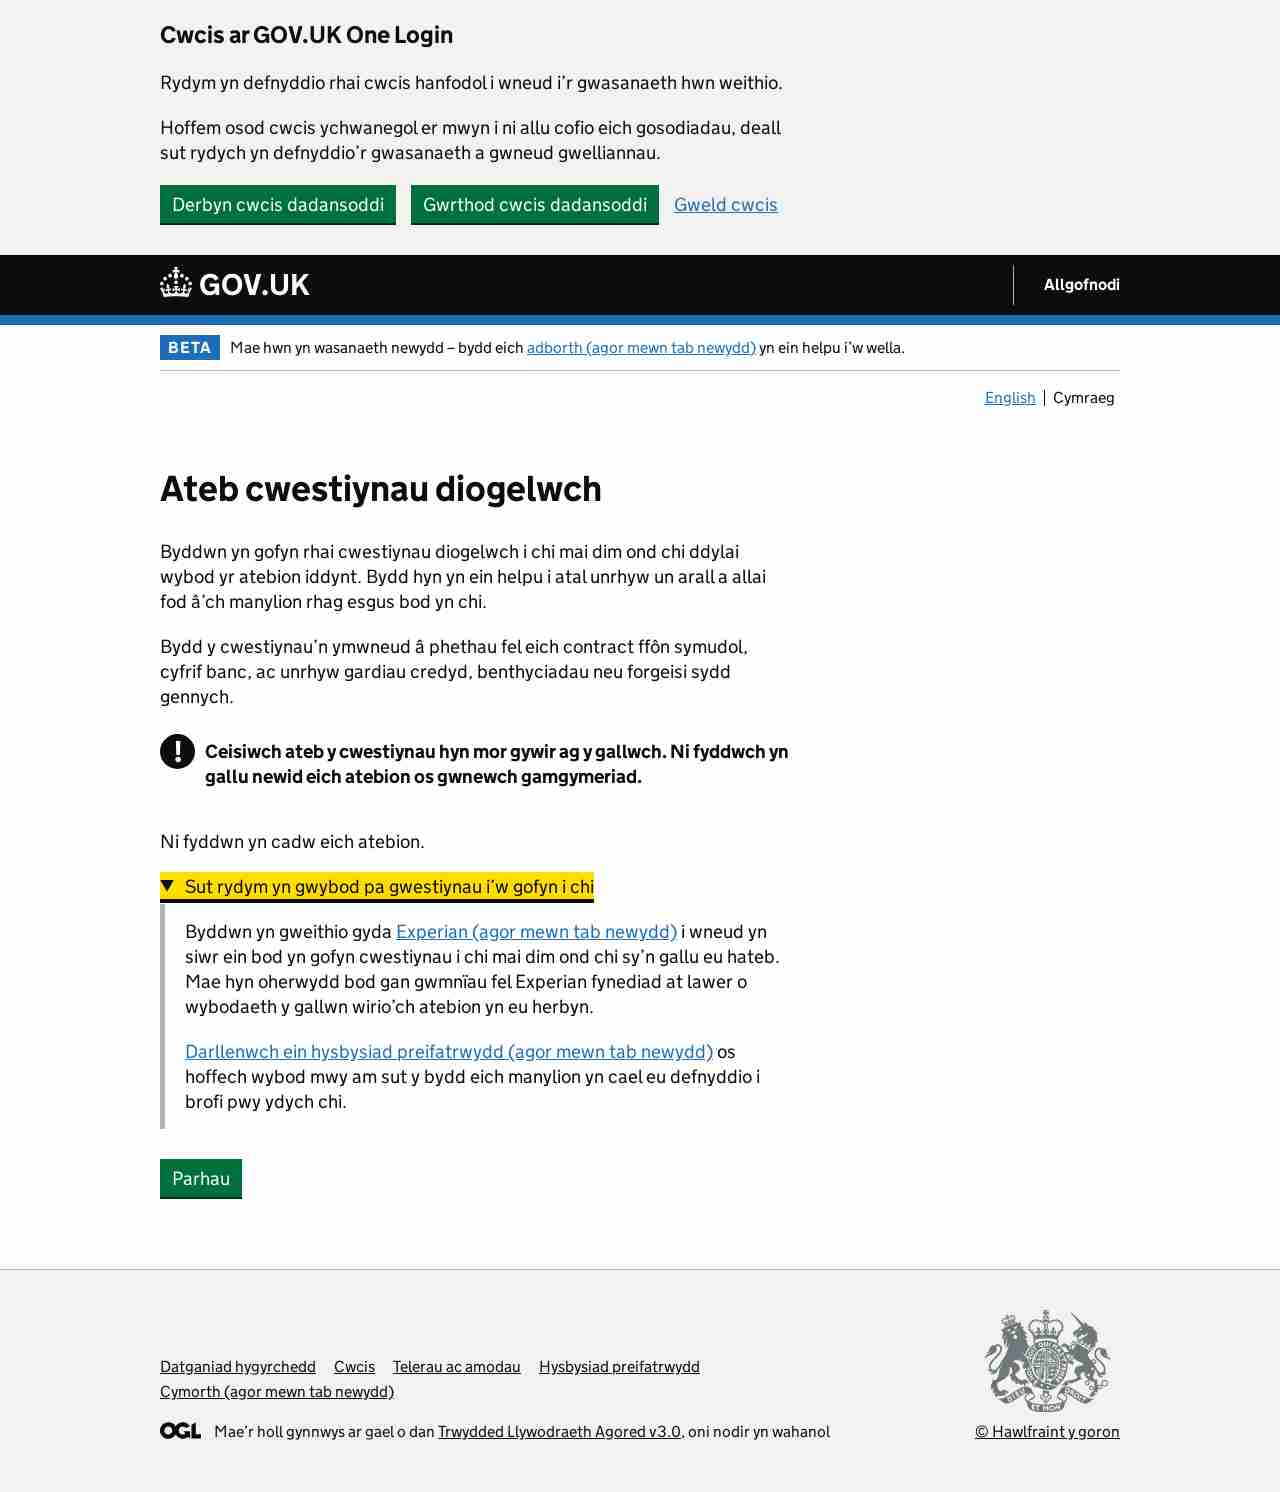 Cwcis ar GOV.UK One Login
Rydym yn defnyddio rhai cwcis hanfodol i wneud i’r gwasanaeth hwn weithio.
Hoffem osod cwcis ychwanegol er mwyn i ni allu cofio eich gosodiadau, deall
sut rydych yn defnyddio’r gwasanaeth a gwneud gwelliannau.
Derbyn cwcis dadansoddi Gwrthod cwcis dadansoddi Gweld cwcis
GOV.UK Allgofnodi
BETA Mae hwn yn wasanaeth newydd – bydd eich adborth (agor mewn tab newydd) yn ein helpu i’w wella.
English Cymraeg
Ateb cwestiynau diogelwch
Byddwn yn gofyn rhai cwestiynau diogelwch i chi mai dim ond chi ddylai
wybod yr atebion iddynt. Bydd hyn yn ein helpu i atal unrhyw un arall a allai
fod â’ch manylion rhag esgus bod yn chi.
Bydd y cwestiynau’n ymwneud â phethau fel eich contract ffôn symudol,
cyfrif banc, ac unrhyw gardiau credyd, benthyciadau neu forgeisi sydd
gennych.
! Ceisiwch ateb y cwestiynau hyn mor gywir ag y gallwch. Ni fyddwch yn
gallu newid eich atebion os gwnewch gamgymeriad.
Ni fyddwn yn cadw eich atebion.
Sut rydym yn gwybod pa gwestiynau i’w gofyn i chi
Byddwn yn gweithio gyda Experian (agor mewn tab newydd) i wneud yn
siwr ein bod yn gofyn cwestiynau i chi mai dim ond chi sy’n gallu eu hateb.
Mae hyn oherwydd bod gan gwmnïau fel Experian fynediad at lawer o
wybodaeth y gallwn wirio’ch atebion yn eu herbyn.
Darllenwch ein hysbysiad preifatrwydd (agor mewn tab newydd) os
hoffech wybod mwy am sut y bydd eich manylion yn cael eu defnyddio i
brofi pwy ydych chi.
Parhau
Datganiad hygyrchedd Cwcis Telerau ac amodau Hysbysiad preifatrwydd
Cymorth (agor mewn tab newydd)
OGL Mae’r holl gynnwys ar gael o dan Trwydded Llywodraeth Agored v3.0, oni nodir yn wahanol
© Hawlfraint y goron